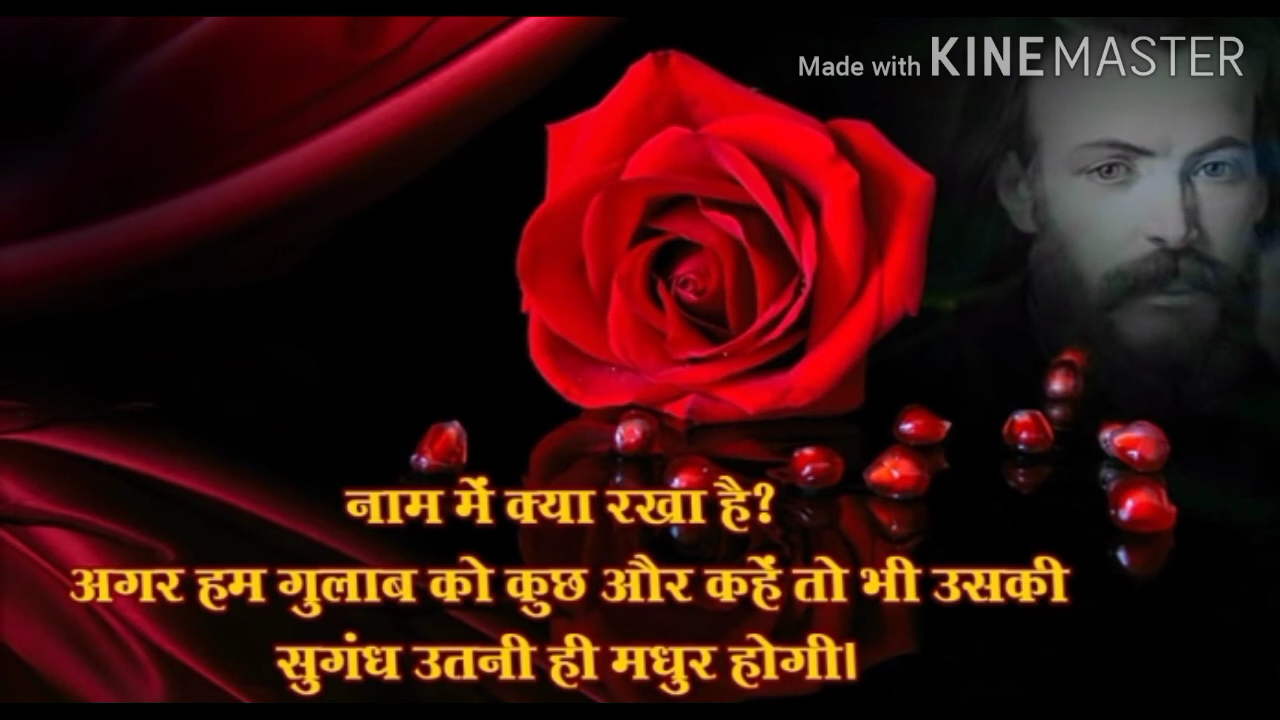 Made with KINEMASTER
नाम में क्या रखा है?
अगर हम गुलाब को कुछ और कहें तो भी उसकी
सुगंध उतनी ही मधुर होगी।